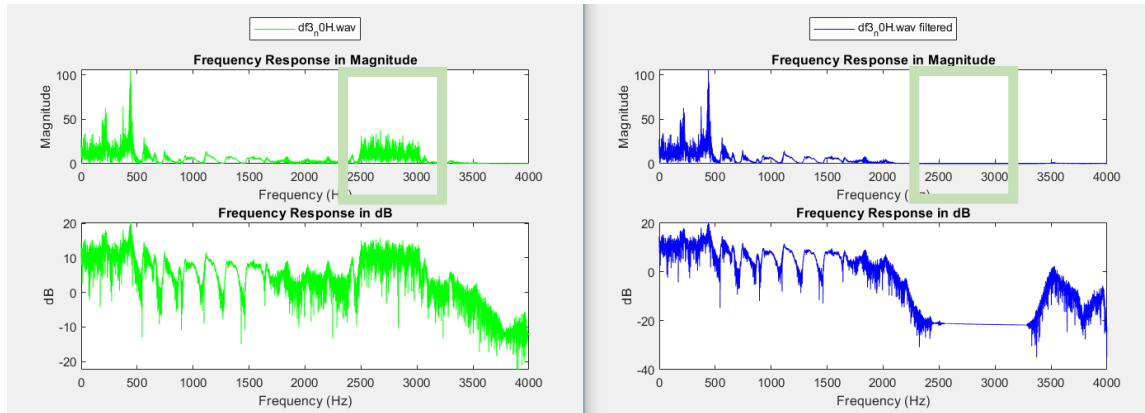 df3_n0H.wav
Frequency Response in Magnitude
Magnitude
100
50
0
0 500 1000 1500 2000 2500 3000 3500 4000
Frequency (Hz)
Frequency Response in dB
dB
20
10
0
-10
-20
0 500 1000 1500 2000 2500 3000 3500 4000
Frequency (Hz)
df3_n0H.wav filtered
Frequency Response in Magnitude
Magnitude
100
50
0
0 500 1000 1500 2000 2500 3000 3500 4000
Frequency
Frequency Response in dB
dB
20
0
-20
-40
0 500 1000 1500 2000 2500 3000 3500 4000
Frequency (Hz)